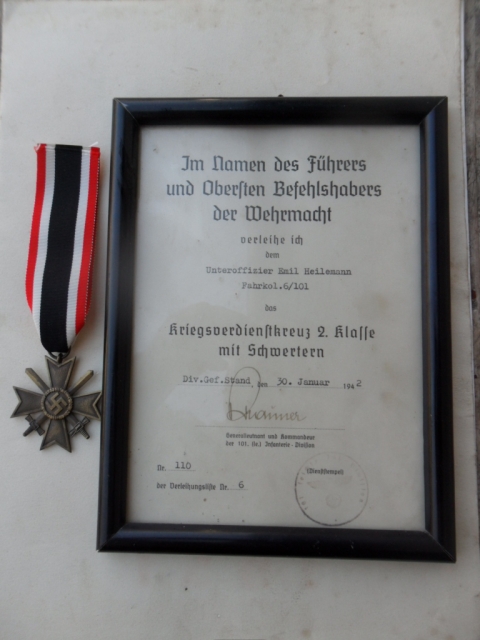 Im Namen des Führers
und Obersten Befehlshabers
der Wehrmacht
verleihe ich
dem
Unteroffizier Emil Heilemann
Fahrkol.6/101
das
Kriegsverdienstkreuz 2. Klasse
mit Schwertern
Div.Gef.Stand, den 30. Januar 1942
Generalleutnant und Kommandeur
der 101. (le.) Infanterie-Division
Nr. 110
(Dienststempel)
der Verleihungsliste Nr. 6